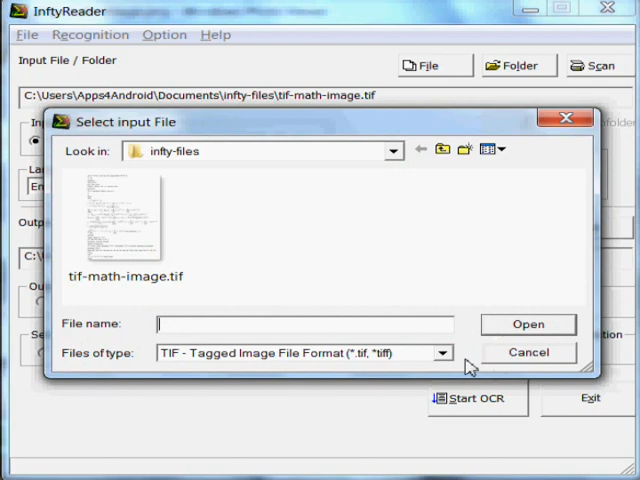 InftyReader
File Recognition Option Help
Input File / Folder
File
Folder
Scan
C:\Users\Apps4Android\Documents\infty-files\tif-math-image.tif
Select input File
Look in: infty-files
tif-math-image.tif
File name:
Open
Files of type: TIF - Tagged Image File Format (*.tif, *tiff)
Cancel
Start OCR
Exit